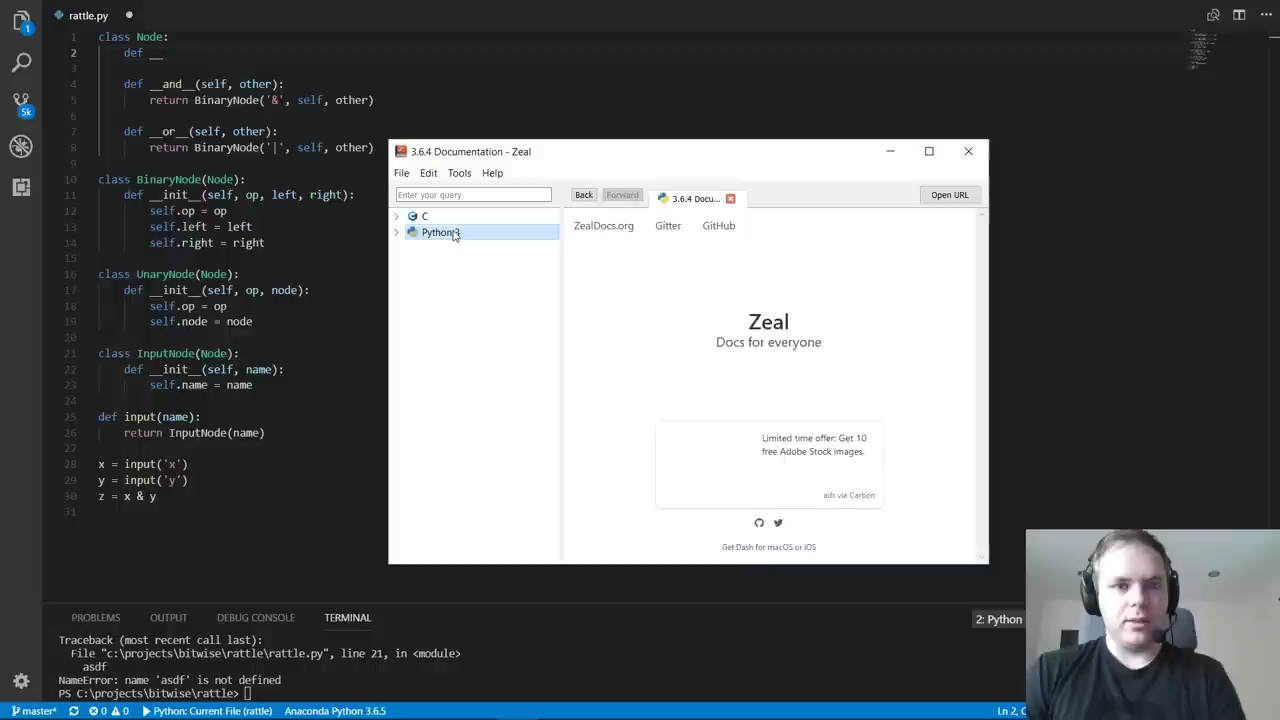 rattle.py
1 class Node:
2 def __
3
4 def __and__(self, other):
5 return BinaryNode('&', self, other)
6
7 def __or__(self, other):
8 return BinaryNode('|', self, other)
10 class BinaryNode(Node):
11 def __init__(self, op, left, right):
12 self.op = op
13 self.left = left
14 self.right = right
15
16 class UnaryNode(Node):
17 def __init__(self, op, node):
18 self.op = op
19 self.node = node
20
21 class InputNode(Node):
22 def __init__(self, name):
23 self.name = name
24
25 def input(name):
26 return InputNode(name)
27
28 x = input('x')
29 y = input('y')
30 z = x & y
31
1
5k
3.6.4 Documentation - Zeal
File Edit Tools Help
Enter your query
Back Forward 3.6.4 Docu... Open URL
C
Python 3
ZealDocs.org Gitter GitHub
Zeal
Docs for everyone
Limited time offer: Get 10
free Adobe Stock images.
ads via Carbon
Get Dash for macOS or iOS
PROBLEMS OUTPUT DEBUG CONSOLE TERMINAL 2: Python
Traceback (most recent call last):
File "c:\projects\bitwise\rattle\rattle.py", line 21, in <module>
asdf
NameError: name 'asdf' is not defined
PS C:\projects\bitwise\rattle>
master* 0 0 Python: Current File (rattle) Anaconda Python 3.6.5 Ln 2,